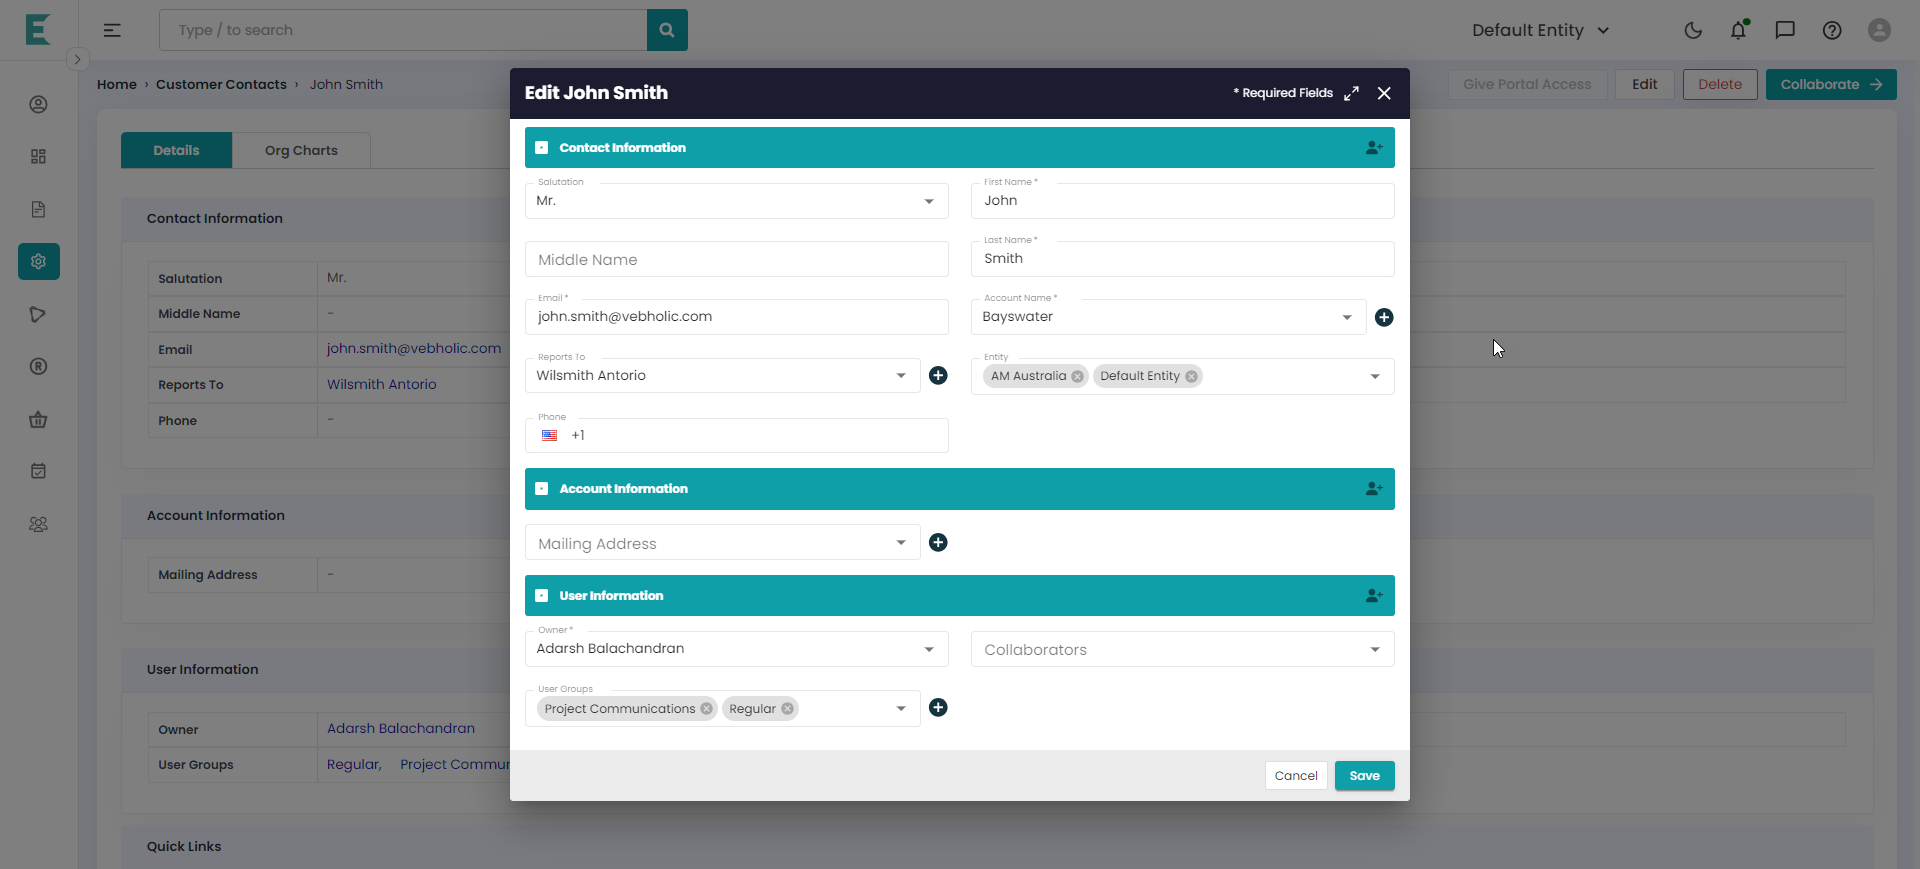 Type / to search
Default Entity
Home › Customer Contacts › John Smith
Give Portal Access
Edit
Delete
Collaborate
Details
Org Charts
Contact Information
Salutation
Mr.
Middle Name
-
Email
john.smith@vebholic.com
Reports To
Wilsmith Antorio
Phone
-
Account Information
Mailing Address
-
User Information
Owner
Adarsh Balachandran
User Groups
Regular, Project Commun
Quick Links
Edit John Smith
* Required Fields
Contact Information
Salutation
Mr.
First Name *
John
Middle Name
Last Name *
Smith
Email *
john.smith@vebholic.com
Account Name *
Bayswater
Reports To
Wilsmith Antorio
Entity
AM Australia
Default Entity
Phone
+1
Account Information
Mailing Address
User Information
Owner *
Adarsh Balachandran
Collaborators
User Groups
Project Communications
Regular
Cancel
Save